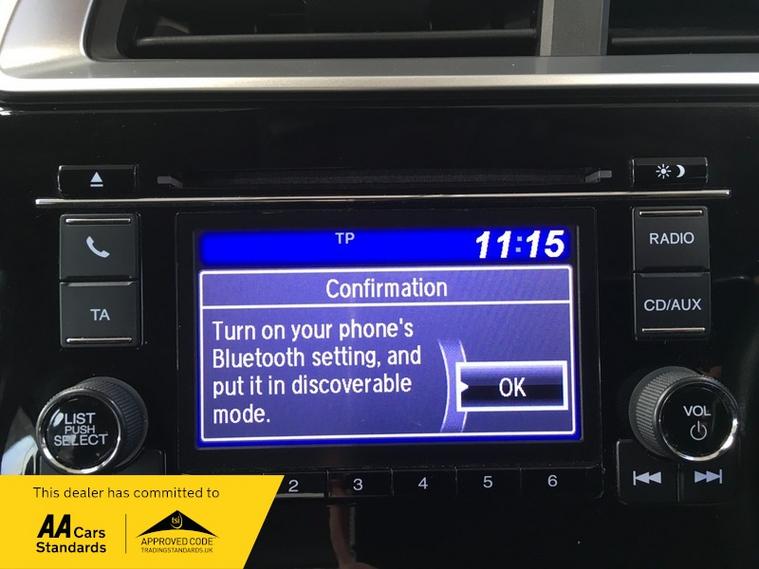 TP 11:15
RADIO
Confirmation
TA
CD/AUX
Turn on your phone's
Bluetooth setting, and
put it in discoverable
mode.
OK
LIST
PUSH
SELECT
VOL
2 3 4 5 6
This dealer has committed to
AA Cars
Standards
tsi
APPROVED CODE
TRADINGSTANDARDS.UK